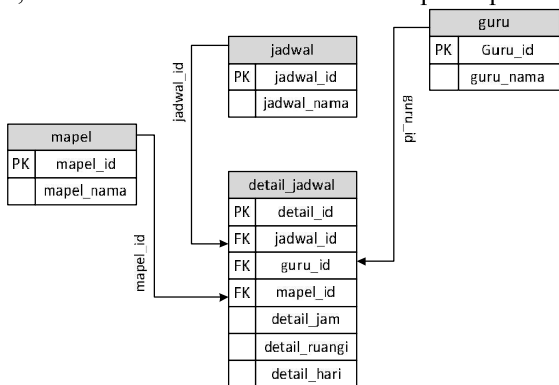 jadwal
PK jadwal_id
jadwal_nama
guru
PK Guru_id
guru_nama
jadwal_id
guru_id
mapel
PK mapel_id
mapel_nama
mapel_id
detail_jadwal
PK detail_id
FK jadwal_id
FK guru_id
FK mapel_id
detail_jam
detail_ruangi
detail_hari